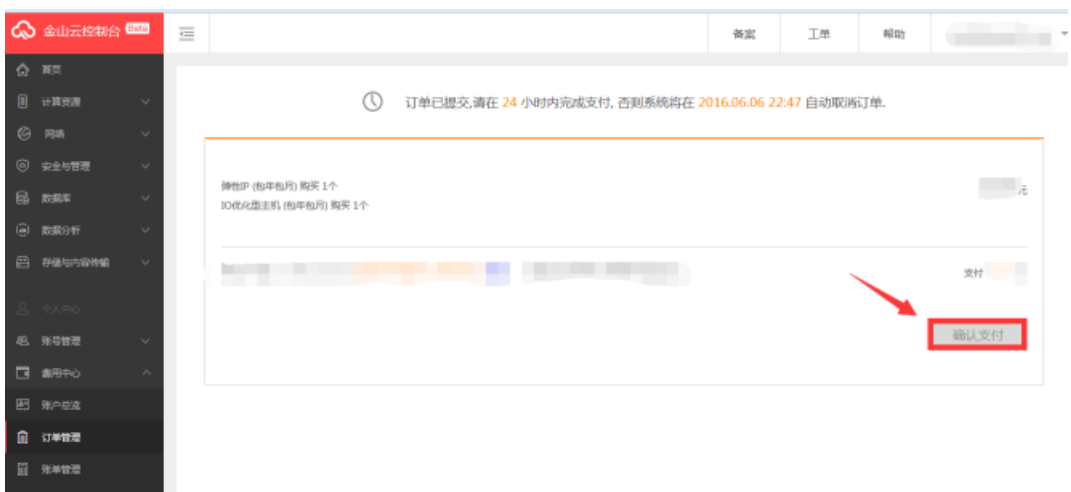 金山云控制台 Beta
备案
工单
帮助
首页
计算资源
网络
安全与管理
数据库
数据分析
存储与内容传输
个人中心
账号管理
费用中心
账户总览
订单管理
账单管理
订单已提交,请在 24 小时内完成支付, 否则系统将在 2016.06.06 22:47 自动取消订单.
弹性IP (包年包月) 购买 1个
元
IO优化型主机 (包年包月) 购买 1个
支付
确认支付